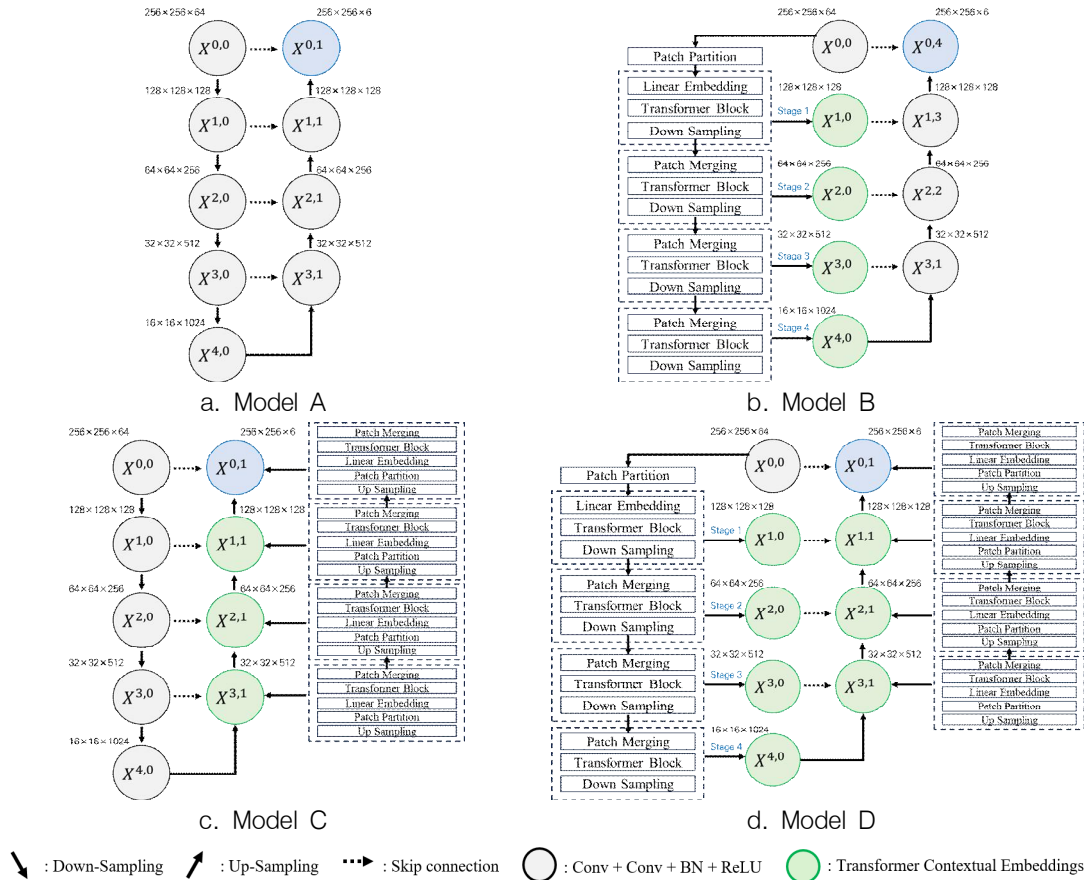 256×256×64
256×256×6
X^{0,0}
X^{0,1}
128×128×128
128×128×128
X^{1,0}
X^{1,1}
64×64×256
64×64×256
X^{2,0}
X^{2,1}
32×32×512
32×32×512
X^{3,0}
X^{3,1}
16×16×1024
X^{4,0}
a. Model A
256×256×64
256×256×6
X^{0,0}
X^{0,4}
Patch Partition
Linear Embedding
Transformer Block
Down Sampling
Stage 1
128×128×128
128×128×128
X^{1,0}
X^{1,3}
Patch Merging
Transformer Block
Down Sampling
Stage 2
64×64×256
64×64×256
X^{2,0}
X^{2,2}
Patch Merging
Transformer Block
Down Sampling
Stage 3
32×32×512
32×32×512
X^{3,0}
X^{3,1}
Patch Merging
Transformer Block
Down Sampling
Stage 4
16×16×1024
X^{4,0}
b. Model B
256×256×64
256×256×6
X^{0,0}
X^{0,1}
128×128×128
128×128×128
X^{1,0}
X^{1,1}
64×64×256
64×64×256
X^{2,0}
X^{2,1}
32×32×512
32×32×512
X^{3,0}
X^{3,1}
16×16×1024
X^{4,0}
Patch Merging
Transformer Block
Linear Embedding
Patch Partition
Up Sampling
Patch Merging
Transformer Block
Linear Embedding
Patch Partition
Up Sampling
Patch Merging
Transformer Block
Linear Embedding
Patch Partition
Up Sampling
Patch Merging
Transformer Block
Linear Embedding
Patch Partition
Up Sampling
c. Model C
256×256×64
256×256×6
X^{0,0}
X^{0,1}
Patch Partition
Linear Embedding
Transformer Block
Down Sampling
Stage 1
128×128×128
128×128×128
X^{1,0}
X^{1,1}
Patch Merging
Transformer Block
Down Sampling
Stage 2
64×64×256
64×64×256
X^{2,0}
X^{2,1}
Patch Merging
Transformer Block
Down Sampling
Stage 3
32×32×512
32×32×512
X^{3,0}
X^{3,1}
Patch Merging
Transformer Block
Down Sampling
Stage 4
16×16×1024
X^{4,0}
Patch Merging
Transformer Block
Linear Embedding
Patch Partition
Up Sampling
Patch Merging
Transformer Block
Linear Embedding
Patch Partition
Up Sampling
Patch Merging
Transformer Block
Linear Embedding
Patch Partition
Up Sampling
Patch Merging
Transformer Block
Linear Embedding
Patch Partition
Up Sampling
d. Model D
: Down-Sampling
: Up-Sampling
: Skip connection
: Conv + Conv + BN + ReLU
: Transformer Contextual Embeddings